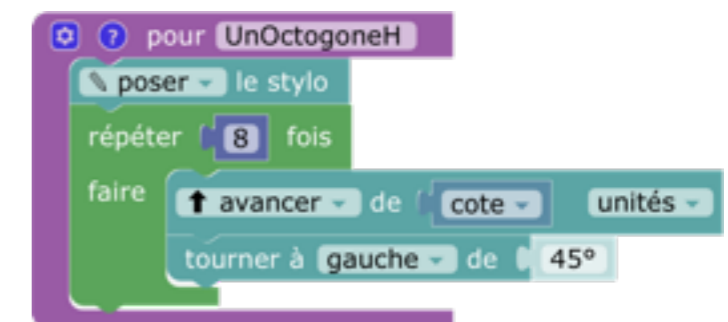 ? pour UnOctogoneH
poser le stylo
répéter 8 fois
faire
avancer de cote unités
tourner à gauche de 45°